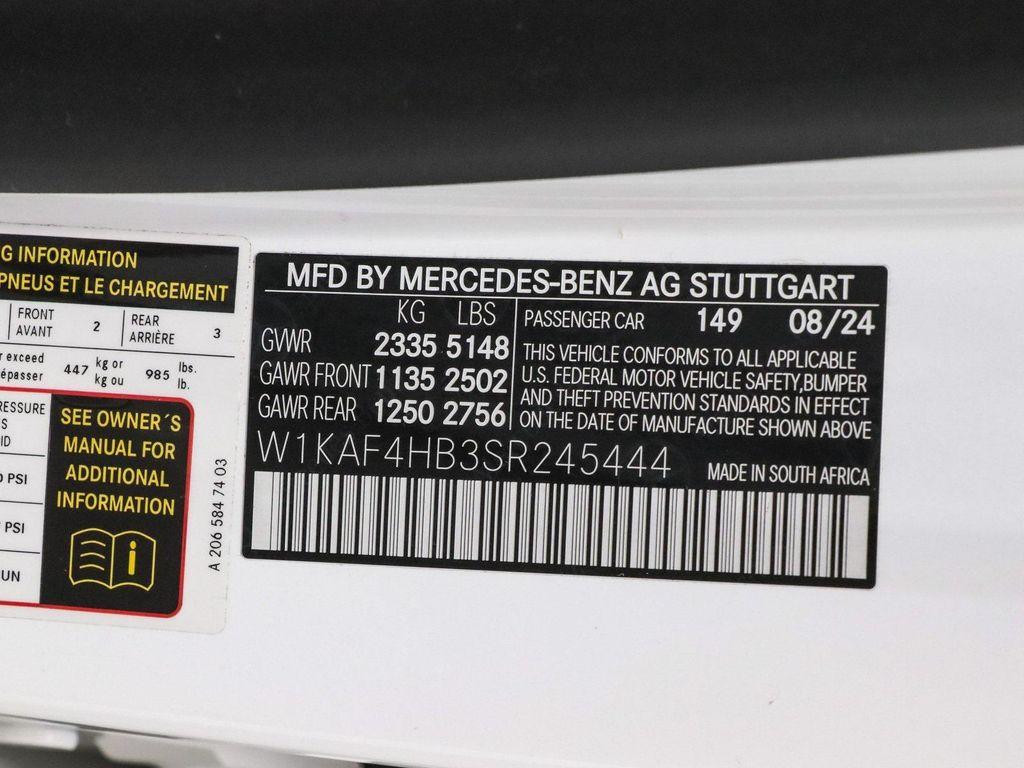 G INFORMATION
PNEUS ET LE CHARGEMENT
FRONT
AVANT
2
REAR
ARRIÈRE
3
exceed
447
kg or
kg ou
985
lbs.
lb.
SEE OWNER´S
MANUAL FOR
ADDITIONAL
INFORMATION
i
PSI
PSI
A 206 584 74 03
MFD BY MERCEDES-BENZ AG STUTTGART
KG LBS
GVWR 2335 5148
GAWR FRONT 1135 2502
GAWR REAR 1250 2756
PASSENGER CAR 149 08/24
THIS VEHICLE CONFORMS TO ALL APPLICABLE
U.S. FEDERAL MOTOR VEHICLE SAFETY,BUMPER
AND THEFT PREVENTION STANDARDS IN EFFECT
ON THE DATE OF MANUFACTURE SHOWN ABOVE
W1KAF4HB3SR245444
MADE IN SOUTH AFRICA